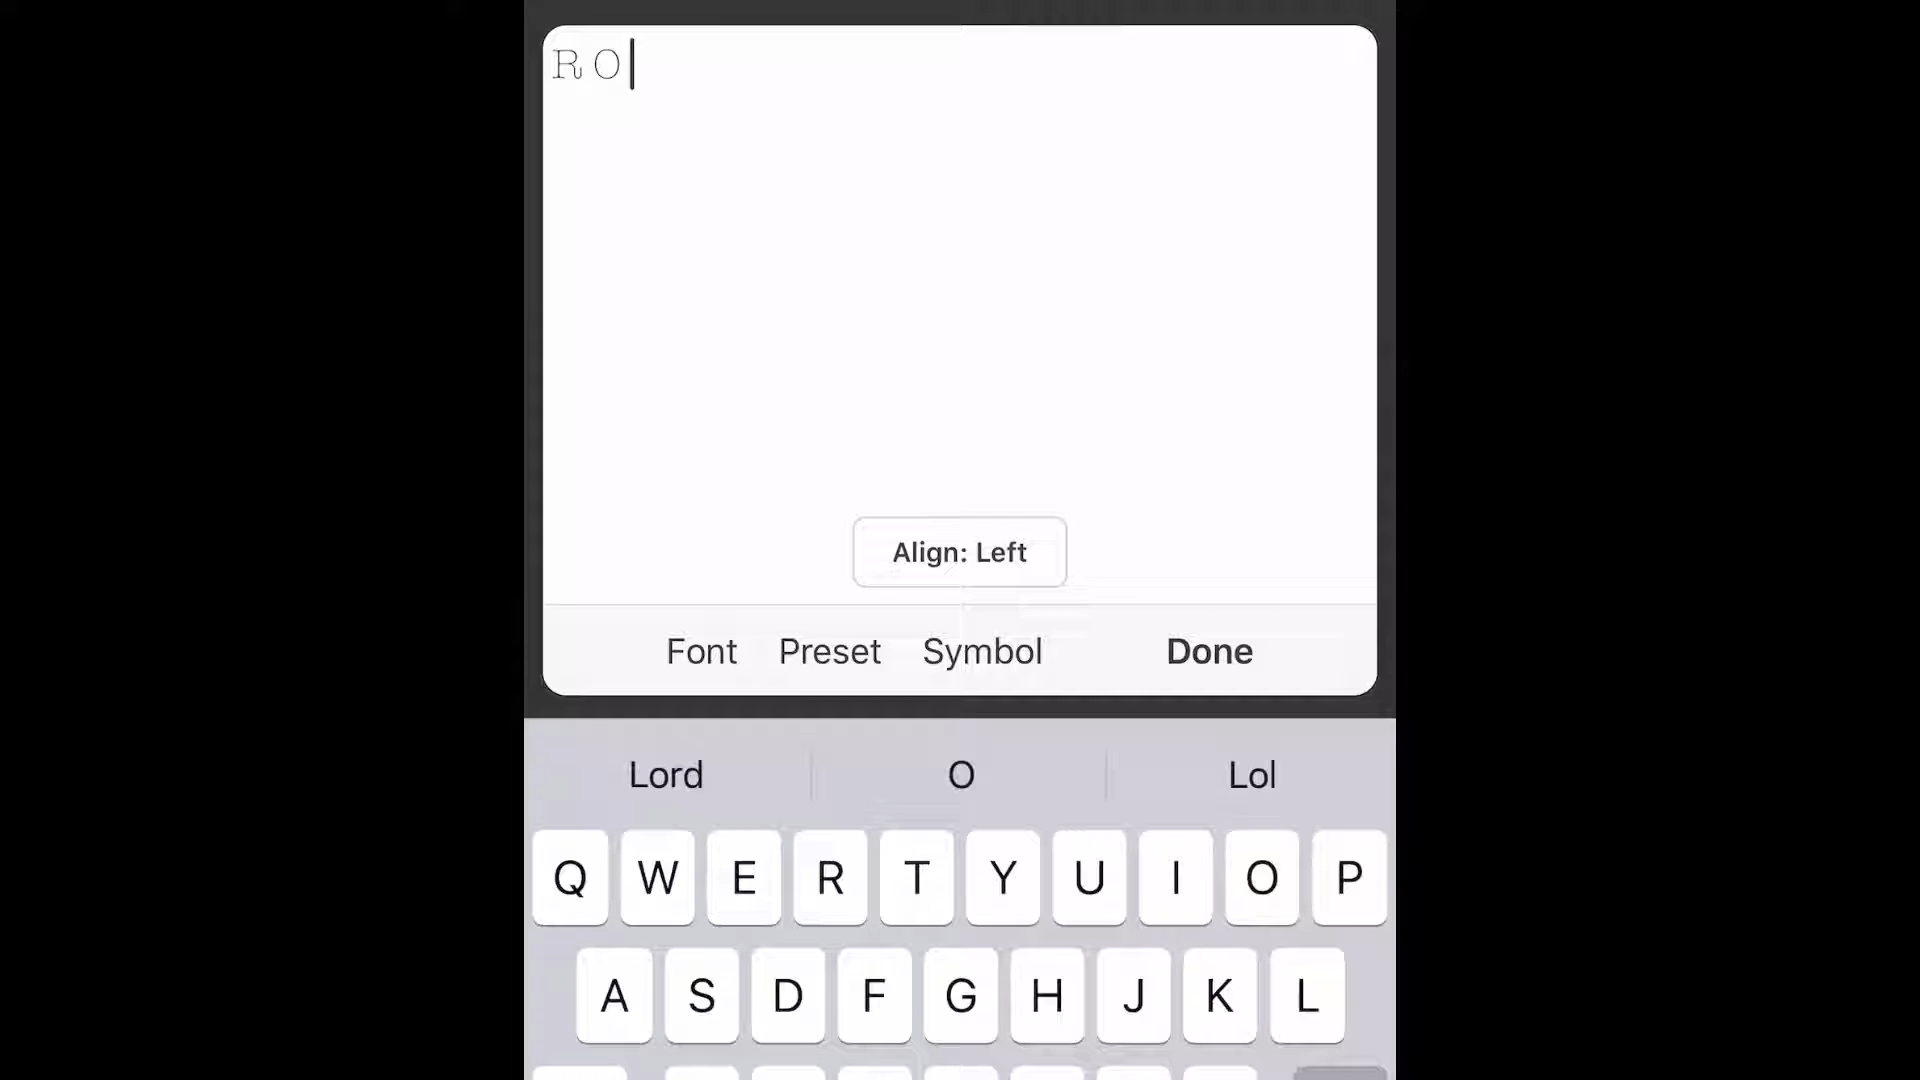 R O
Align: Left
Font Preset Symbol Done
Lord O Lol
Q W E R T Y U I O P
A S D F G H J K L